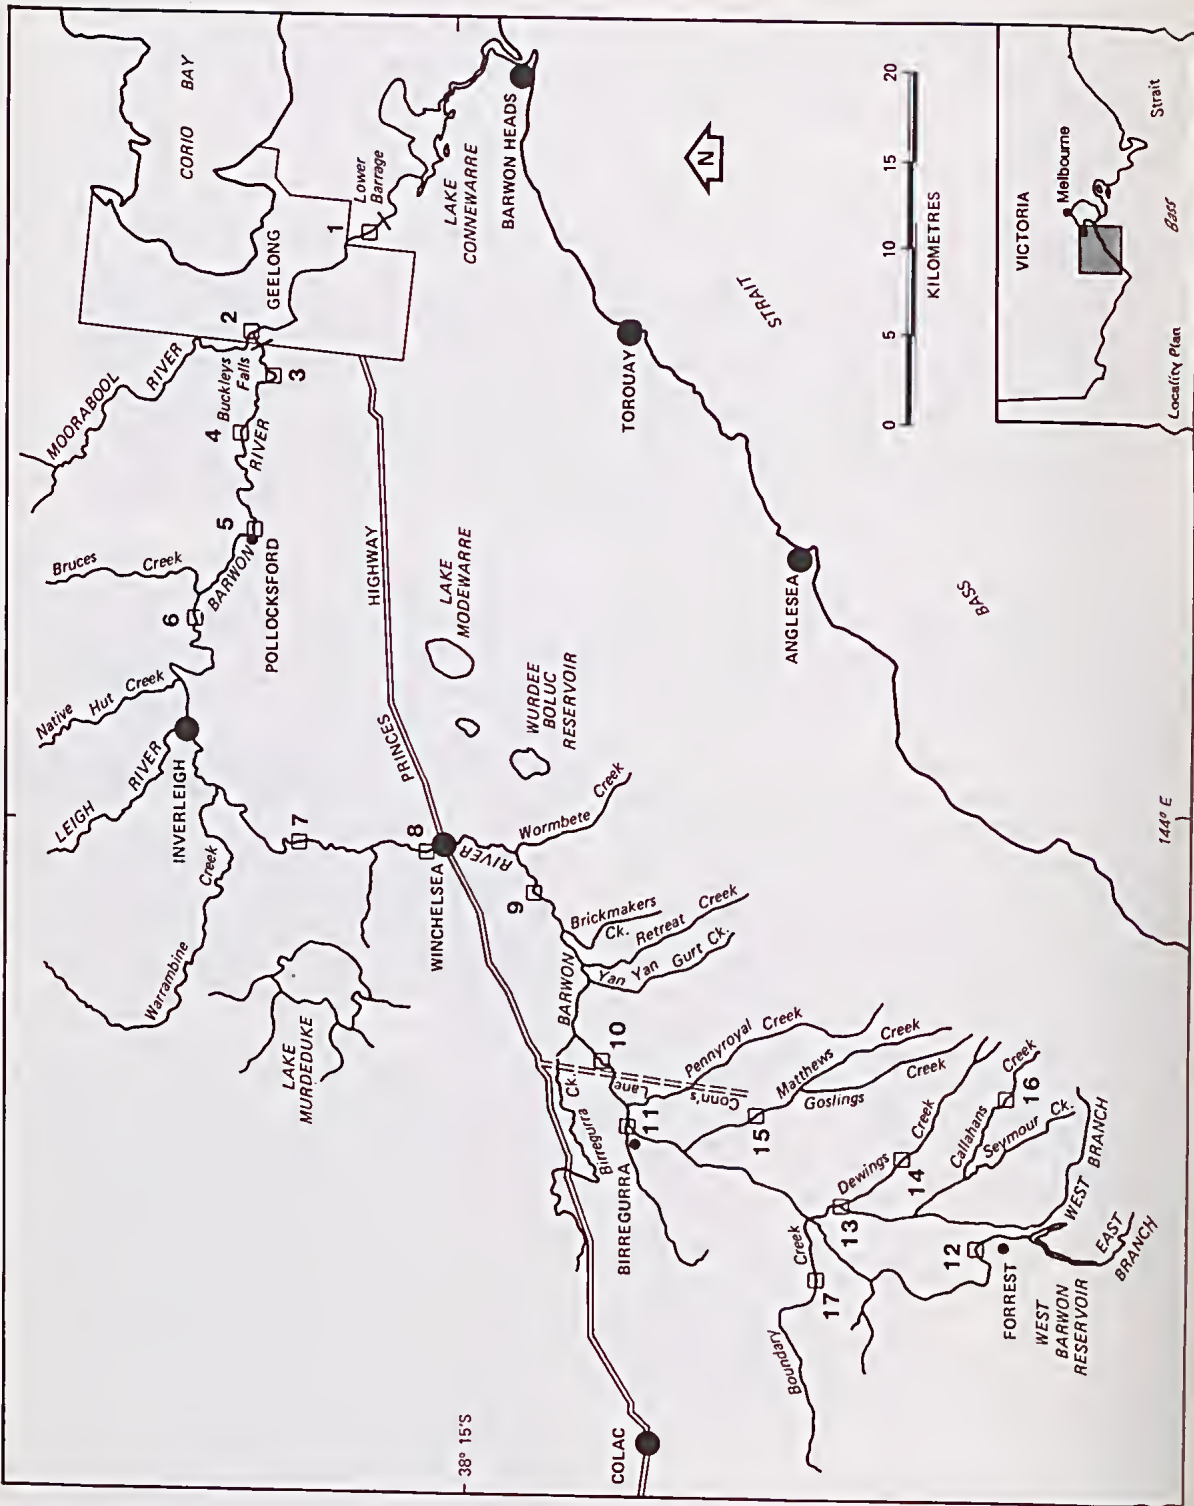 CORIO BAY
MOORABOOL
RIVER
2
GEELONG
Buckleys
Falls
1
Lower
Barrage
3
4
RIVER
LAKE
CONNEWARRE
BARWON HEADS
Bruces Creek
5
BARWON
POLLOCKSFORD
6
HIGHWAY
Native Hut Creek
LEIGH RIVER
INVERLEIGH
PRINCES
LAKE
MODEWARRE
WURDEE
BOLUC
RESERVOIR
TORQUAY
ANGLESEA
STRAIT
BASS
N
0 5 10 15 20
KILOMETRES
VICTORIA
Melbourne
Bass
Strait
Locality Plan
Warrambine Creek
7
8
WINCHELSEA
RIVER
Wormbete Creek
9
LAKE
MURDEDUKE
Brickmakers
Ck.
Retreat Creek
Yan Yan Gurt Ck.
BARWON
10
Birregurra Ck.
Conn's Lane
Pennyroyal Creek
11
BIRREGURRA
Matthews Creek
15
Goslings Creek
Dewings Creek
14
Callahans Creek
16
Seymour Ck.
13
WEST BRANCH
EAST
BRANCH
Boundary Creek
17
12
FORREST
WEST
BARWON
RESERVOIR
COLAC
38° 15'S
144° E